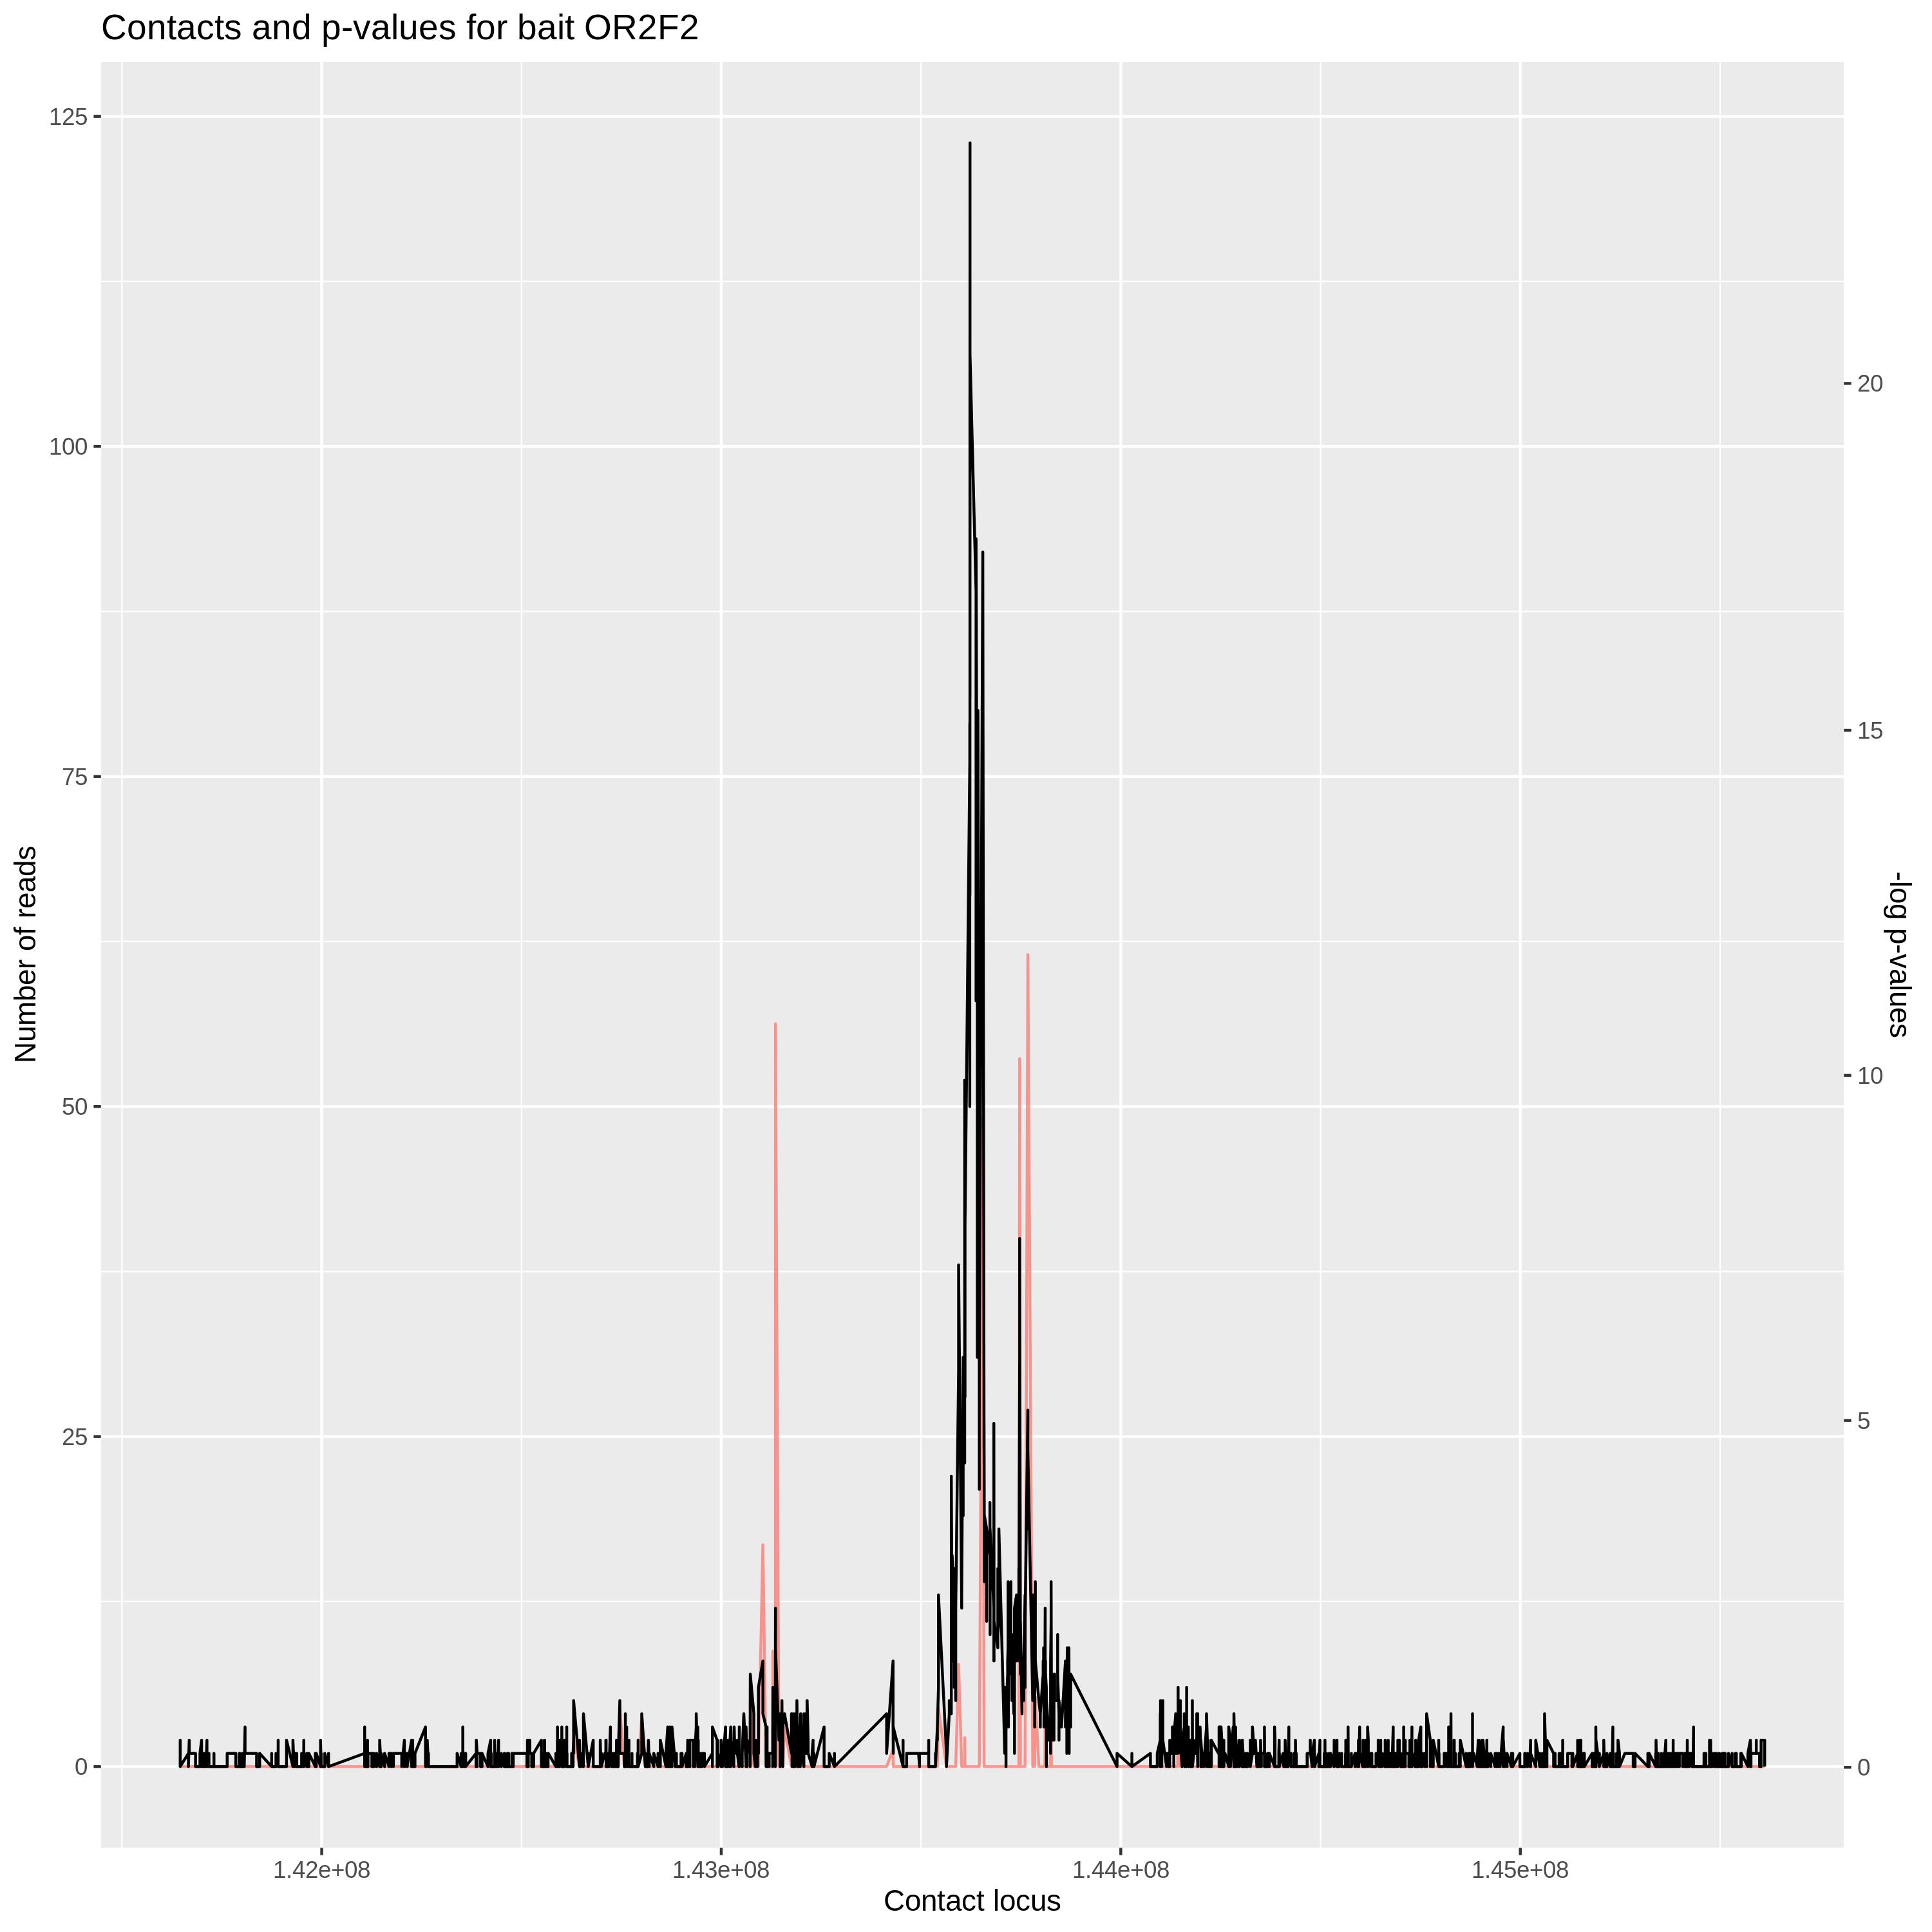 Contacts and p-values for bait OR2F2
125
100
75
50
25
0
Number of reads
20
15
10
5
0
-log p-values
1.42e+08
1.43e+08
1.44e+08
1.45e+08
Contact locus